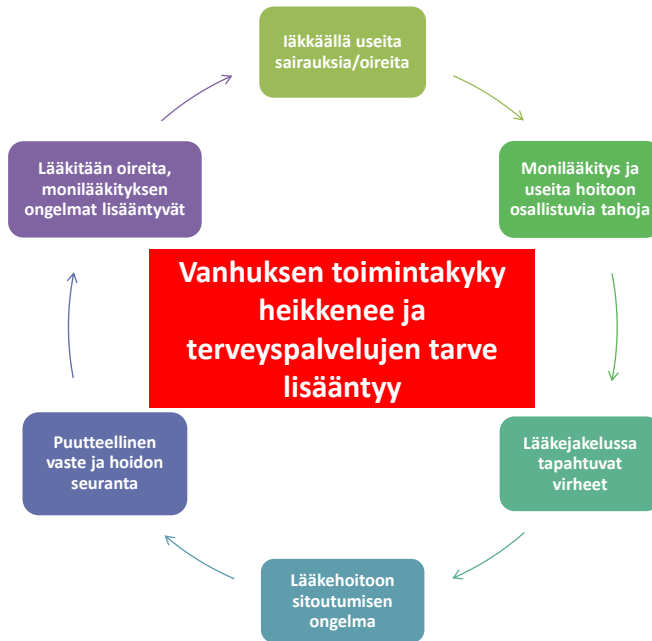 Iäkkäällä useita
sairauksia/oireita
Monilääkitys ja
useita hoitoon
osallistuvia tahoja
Lääkejakelussa
tapahtuvat
virheet
Lääkehoitoon
sitoutumisen
ongelma
Puutteellinen
vaste ja hoidon
seuranta
Lääkitään oireita,
monilääkityksen
ongelmat lisääntyvät
Vanhuksen toimintakyky
heikkenee ja
terveyspalvelujen tarve
lisääntyy